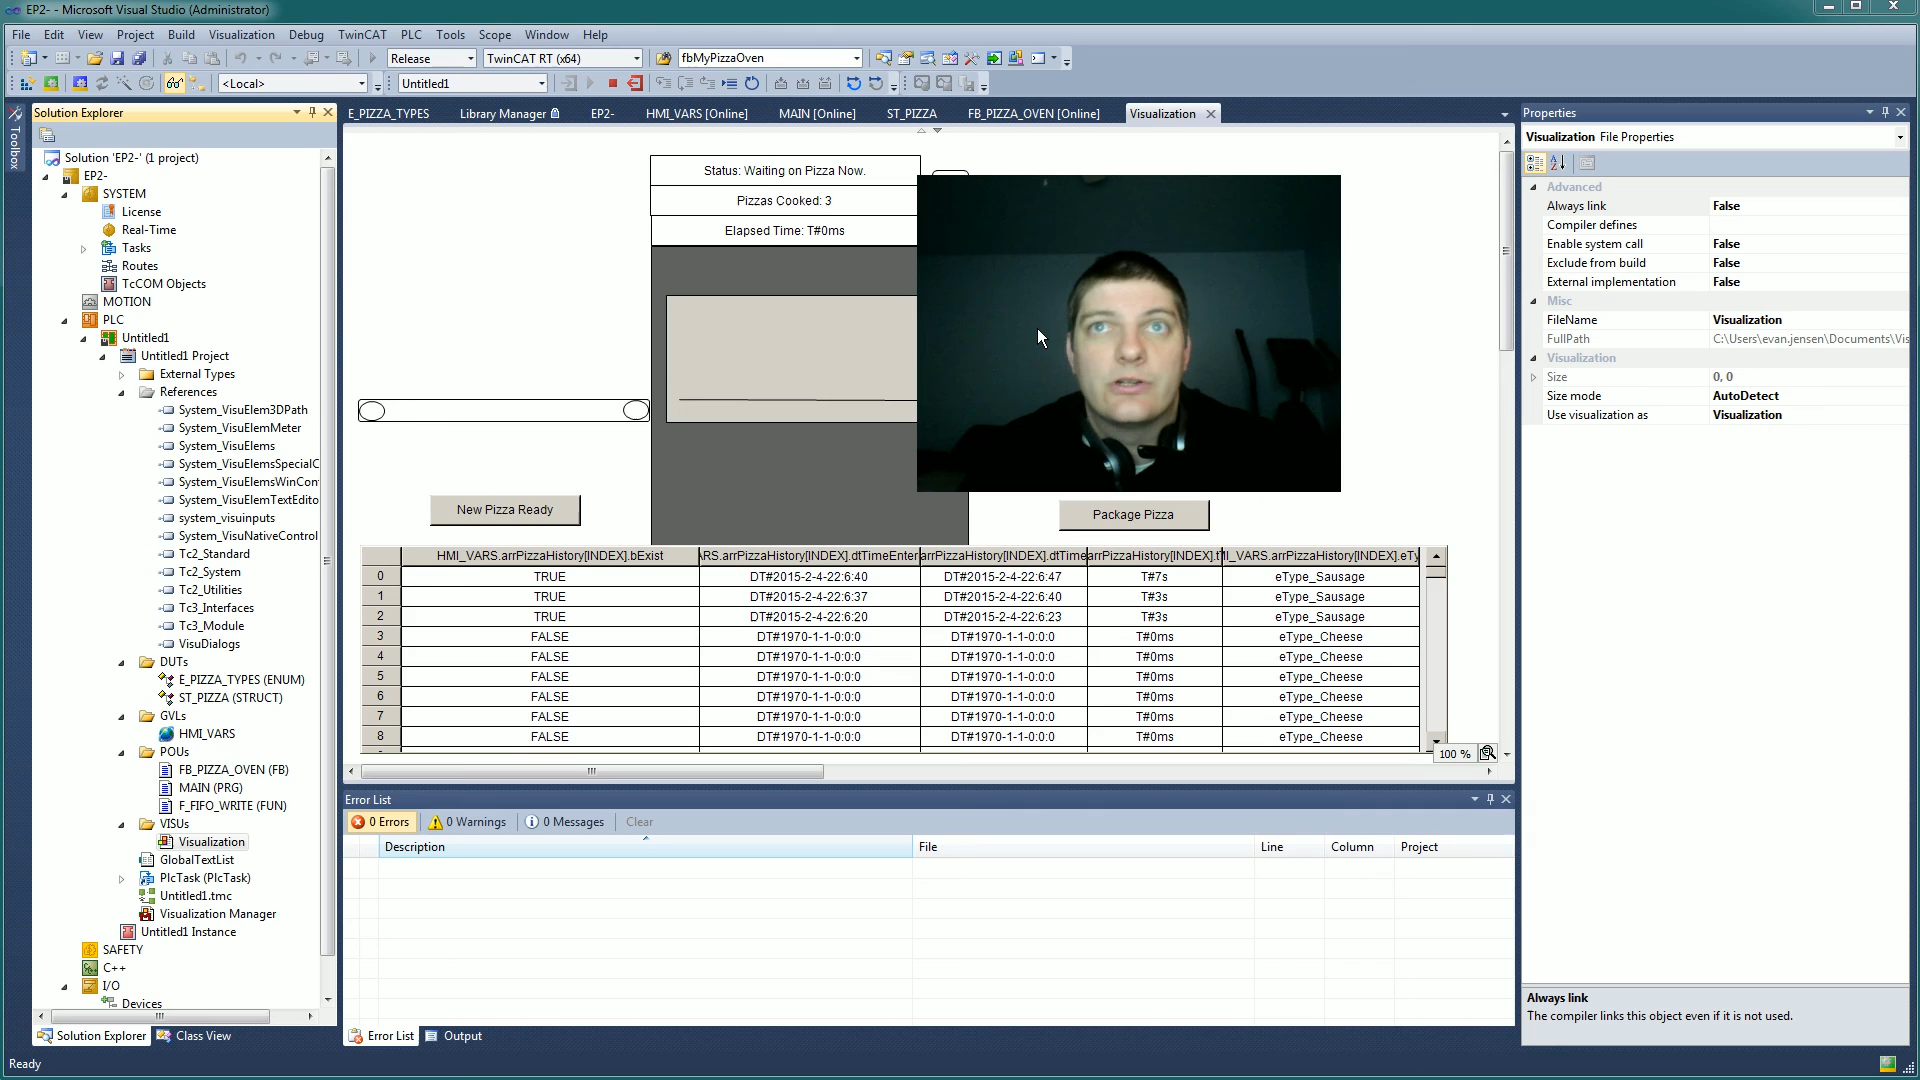 EP2- - Microsoft Visual Studio (Administrator)
File Edit View Project Build Visualization Debug TwinCAT PLC Tools Scope Window Help
Release TwinCAT RT (x64) fbMyPizzaOven
<Local> Untitled1
Toolbox
Solution Explorer
Solution 'EP2-' (1 project)
EP2-
SYSTEM
License
Real-Time
Tasks
Routes
TcCOM Objects
MOTION
PLC
Untitled1
Untitled1 Project
External Types
References
System_VisuElem3DPath
System_VisuElemMeter
System_VisuElems
System_VisuElemsSpecialC
System_VisuElemsWinCon
System_VisuElemTextEdito
system_visuinputs
System_VisuNativeControl
Tc2_Standard
Tc2_System
Tc2_Utilities
Tc3_Interfaces
Tc3_Module
VisuDialogs
DUTs
E_PIZZA_TYPES (ENUM)
ST_PIZZA (STRUCT)
GVLs
HMI_VARS
POUs
FB_PIZZA_OVEN (FB)
MAIN (PRG)
F_FIFO_WRITE (FUN)
VISUs
Visualization
GlobalTextList
PlcTask (PlcTask)
Untitled1.tmc
Visualization Manager
Untitled1 Instance
SAFETY
C++
I/O
Devices
Solution Explorer Class View
E_PIZZA_TYPES Library Manager EP2- HMI_VARS [Online] MAIN [Online] ST_PIZZA FB_PIZZA_OVEN [Online] Visualization
Status: Waiting on Pizza Now.
Pizzas Cooked: 3
Elapsed Time: T#0ms
New Pizza Ready
Package Pizza
HMI_VARS.arrPizzaHistory[INDEX].bExist RS.arrPizzaHistory[INDEX].dtTimeEnter arrPizzaHistory[INDEX].dtTime arrPizzaHistory[INDEX].t I_VARS.arrPizzaHistory[INDEX].eTy
0 TRUE DT#2015-2-4-22:6:40 DT#2015-2-4-22:6:47 T#7s eType_Sausage
1 TRUE DT#2015-2-4-22:6:37 DT#2015-2-4-22:6:40 T#3s eType_Sausage
2 TRUE DT#2015-2-4-22:6:20 DT#2015-2-4-22:6:23 T#3s eType_Sausage
3 FALSE DT#1970-1-1-0:0:0 DT#1970-1-1-0:0:0 T#0ms eType_Cheese
4 FALSE DT#1970-1-1-0:0:0 DT#1970-1-1-0:0:0 T#0ms eType_Cheese
5 FALSE DT#1970-1-1-0:0:0 DT#1970-1-1-0:0:0 T#0ms eType_Cheese
6 FALSE DT#1970-1-1-0:0:0 DT#1970-1-1-0:0:0 T#0ms eType_Cheese
7 FALSE DT#1970-1-1-0:0:0 DT#1970-1-1-0:0:0 T#0ms eType_Cheese
8 FALSE DT#1970-1-1-0:0:0 DT#1970-1-1-0:0:0 T#0ms eType_Cheese
100 %
Error List
0 Errors 0 Warnings 0 Messages Clear
Description File Line Column Project
Error List Output
Properties
Visualization File Properties
Advanced
Always link False
Compiler defines
Enable system call False
Exclude from build False
External implementation False
Misc
FileName Visualization
FullPath C:\Users\evan.jensen\Documents\Vis
Visualization
Size 0, 0
Size mode AutoDetect
Use visualization as Visualization
Always link
The compiler links this object even if it is not used.
Ready